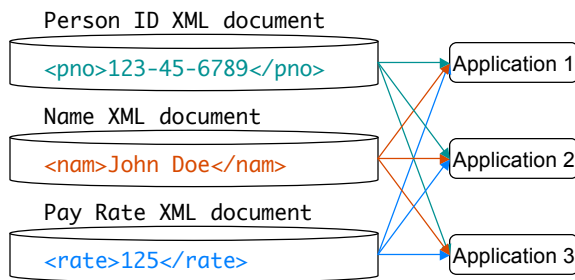 Person ID XML document
<pno>123-45-6789</pno>
Application 1
Name XML document
<nam>John Doe</nam>
Application 2
Pay Rate XML document
<rate>125</rate>
Application 3